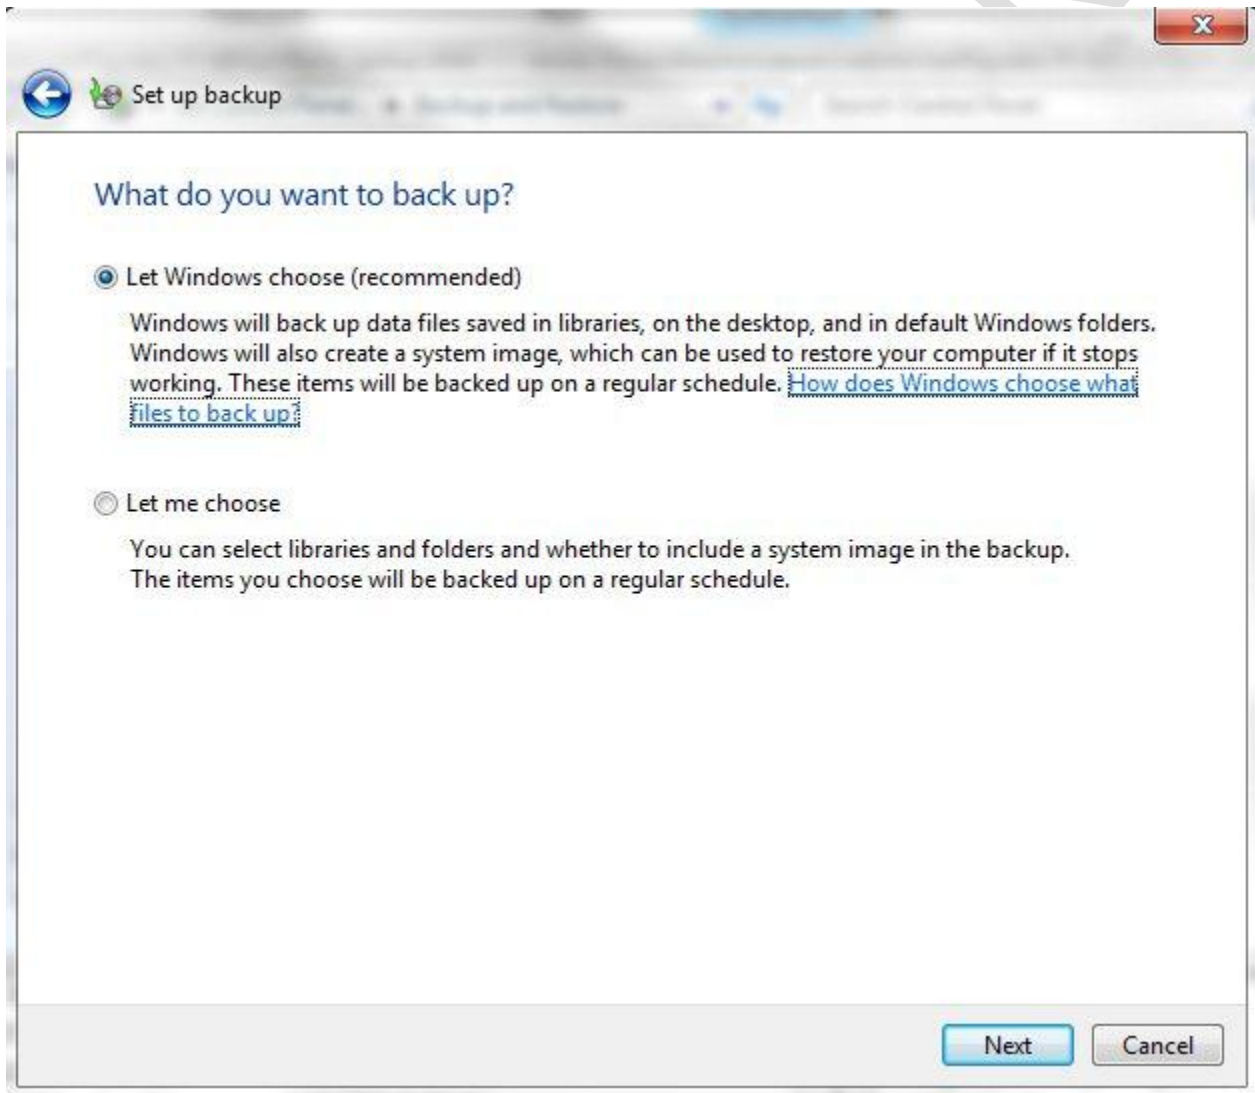 Set up backup
What do you want to back up?
Let Windows choose (recommended)
Windows will back up data files saved in libraries, on the desktop, and in default Windows folders.
Windows will also create a system image, which can be used to restore your computer if it stops
working. These items will be backed up on a regular schedule. How does Windows choose what
files to back up?
Let me choose
You can select libraries and folders and whether to include a system image in the backup.
The items you choose will be backed up on a regular schedule.
Next
Cancel